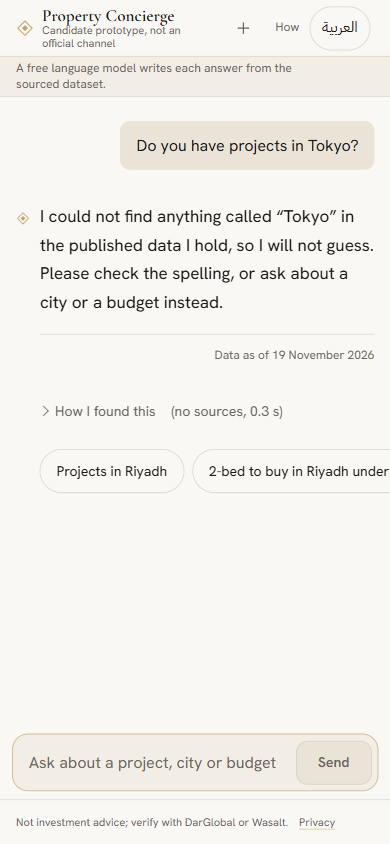 Property Concierge
Candidate prototype, not an
official channel
+
How
العربية
A free language model writes each answer from the
sourced dataset.
Do you have projects in Tokyo?
I could not find anything called “Tokyo” in
the published data I hold, so I will not guess.
Please check the spelling, or ask about a
city or a budget instead.
Data as of 19 November 2026
How I found this (no sources, 0.3 s)
Projects in Riyadh
2-bed to buy in Riyadh under
Ask about a project, city or budget
Send
Not investment advice; verify with DarGlobal or Wasalt. Privacy